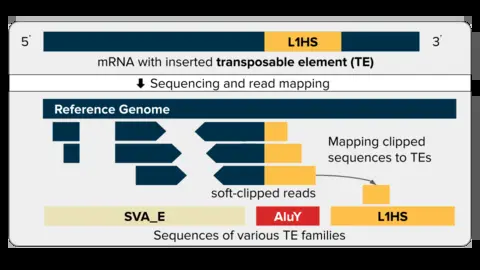 5' L1HS 3'
mRNA with inserted transposable element (TE)
Sequencing and read mapping
Reference Genome
Mapping clipped
sequences to TEs
soft-clipped reads
SVA_E AluY L1HS
Sequences of various TE families